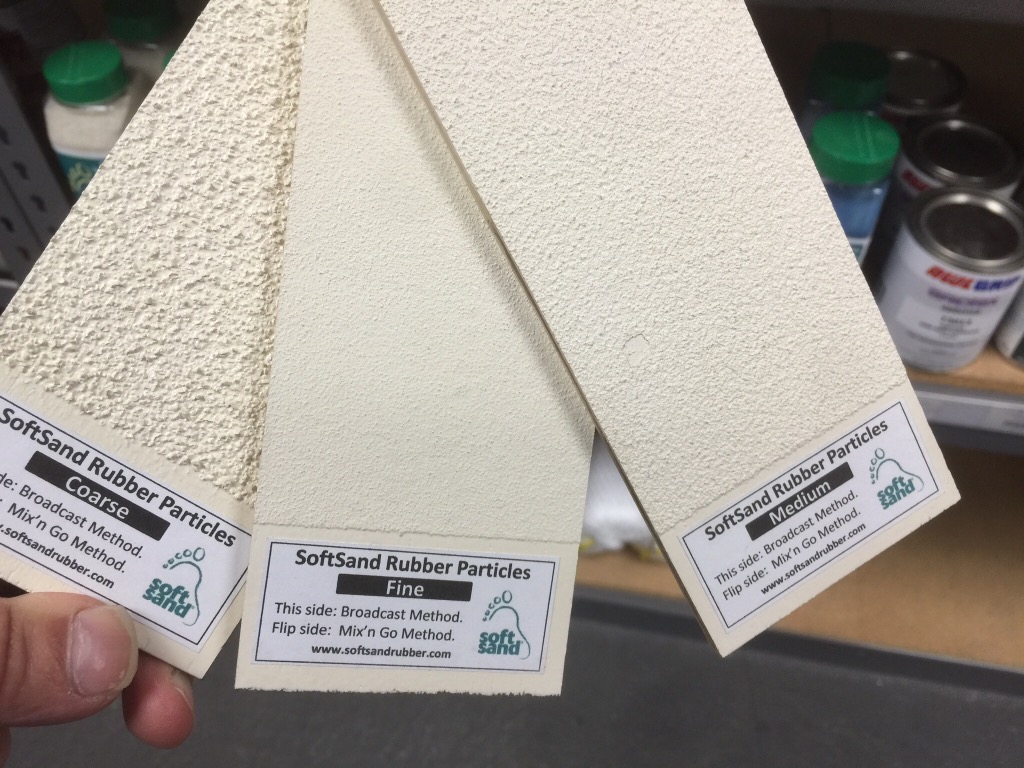 SoftSand Rubber Particles
Coarse
side: Broadcast Method.
Mix'n Go Method.
.softsandrubber.com
soft
sand
SoftSand Rubber Particles
Fine
This side: Broadcast Method.
Flip side: Mix'n Go Method.
www.softsandrubber.com
soft
sand
SoftSand Rubber Particles
Medium
This side: Broadcast Method.
Flip side: Mix'n Go Method.
www.softsandrubber.com
soft
sand
AWLGRIP